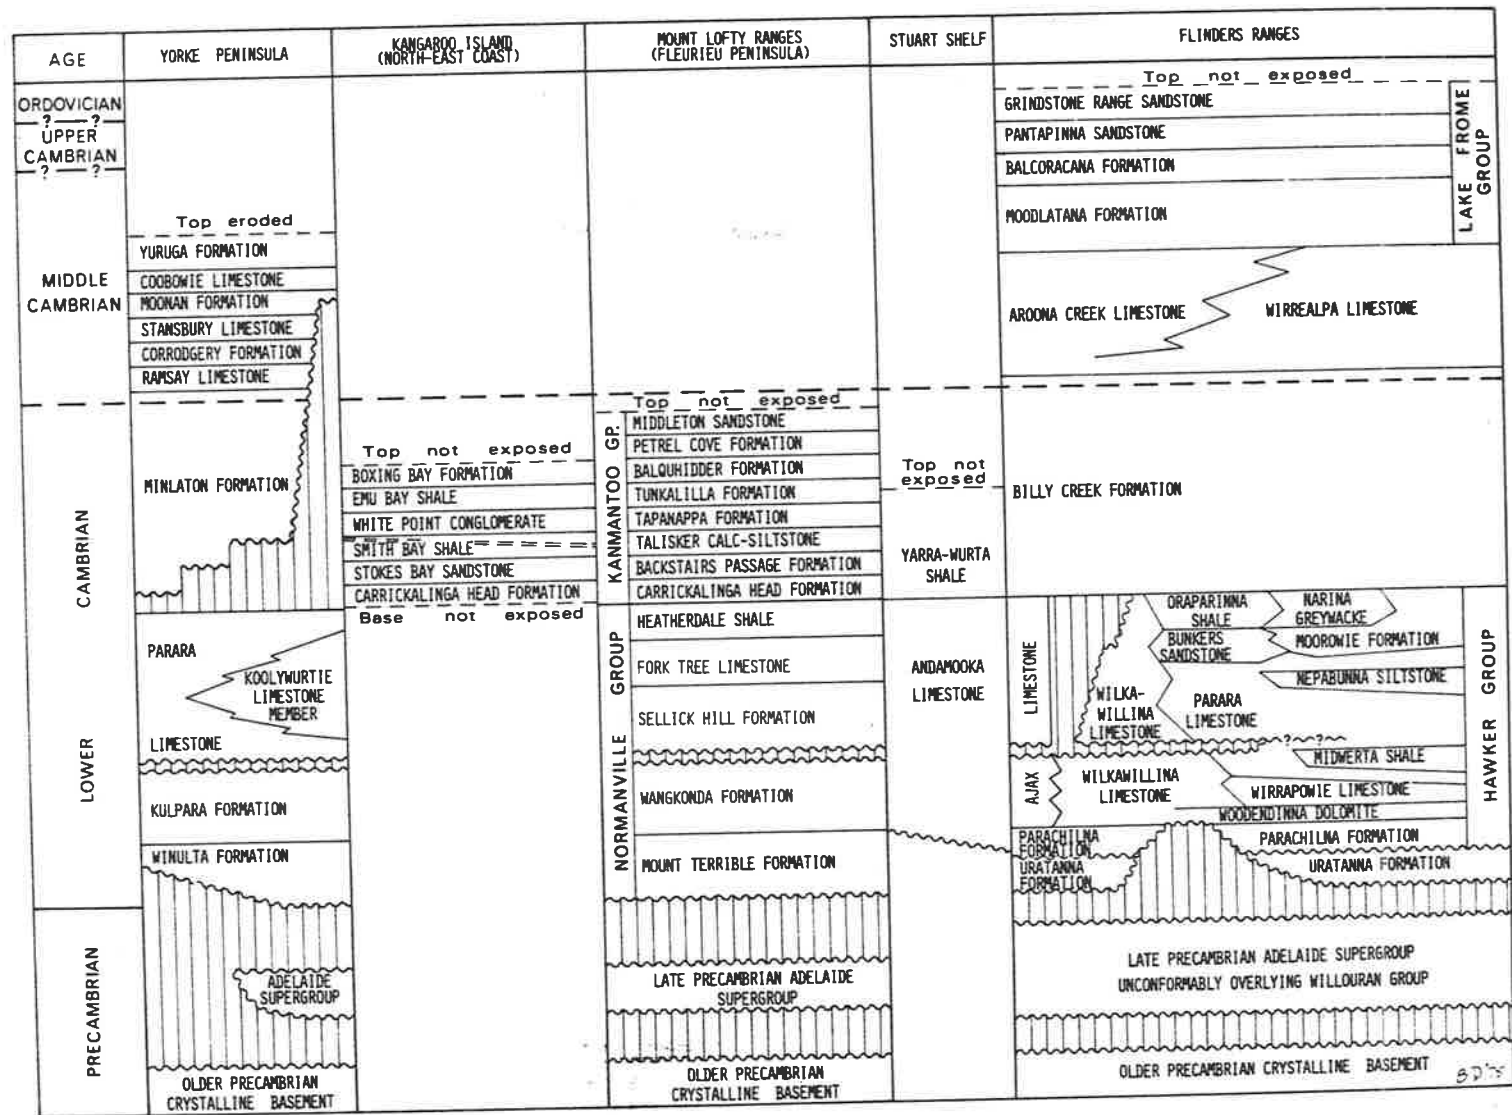 AGE
YORKE PENINSULA
KANGAROO ISLAND
(NORTH-EAST COAST)
MOUNT LOFTY RANGES
(FLEURIEU PENINSULA)
STUART SHELF
FLINDERS RANGES
ORDOVICIAN
? ?
UPPER
CAMBRIAN
? ?
MIDDLE
CAMBRIAN
LOWER CAMBRIAN
PRECAMBRIAN
Top eroded
YURUGA FORMATION
COOBOWIE LIMESTONE
MOONAN FORMATION
STANSBURY LIMESTONE
CORRODGERY FORMATION
RAMSAY LIMESTONE
MINLATON FORMATION
PARARA
KOOLYWURTIE
LIMESTONE
MEMBER
LIMESTONE
KULPARA FORMATION
WINULTA FORMATION
ADELAIDE
SUPERGROUP
OLDER PRECAMBRIAN
CRYSTALLINE BASEMENT
Top not exposed
BOXING BAY FORMATION
EMU BAY SHALE
WHITE POINT CONGLOMERATE
SMITH BAY SHALE
STOKES BAY SANDSTONE
CARRICKALINGA HEAD FORMATION
Base not exposed
Top not exposed
KANMANTOO GP.
MIDDLETON SANDSTONE
PETREL COVE FORMATION
BALQUHIDDER FORMATION
TUNKALILLA FORMATION
TAPANAPPA FORMATION
TALISKER CALC-SILTSTONE
BACKSTAIRS PASSAGE FORMATION
CARRICKALINGA HEAD FORMATION
NORMANVILLE GROUP
HEATHERDALE SHALE
FORK TREE LIMESTONE
SELLICK HILL FORMATION
WANGKONDA FORMATION
MOUNT TERRIBLE FORMATION
LATE PRECAMBRIAN ADELAIDE
SUPERGROUP
OLDER PRECAMBRIAN
CRYSTALLINE BASEMENT
Top not
exposed
YARRA-WURTA
SHALE
ANDAMOOKA
LIMESTONE
Top not exposed
GRINDSTONE RANGE SANDSTONE
PANTAPINNA SANDSTONE
BALCORACANA FORMATION
MOODLATANA FORMATION
LAKE FROME
GROUP
AROONA CREEK LIMESTONE
WIRREALPA LIMESTONE
BILLY CREEK FORMATION
HAWKER GROUP
AJAX LIMESTONE
ORAPARINNA
SHALE
NARINA
GREYWACKE
BUNKERS
SANDSTONE
MOOROWIE FORMATION
NEPABUNNA SILTSTONE
WILKA-
WILLINA
LIMESTONE
PARARA
LIMESTONE
? ?
MIDWERTA SHALE
WILKAWILLINA
LIMESTONE
WIRRAPOWIE LIMESTONE
WOODENDINNA DOLOMITE
PARACHILNA
FORMATION
PARACHILNA FORMATION
URATANNA
FORMATION
URATANNA FORMATION
LATE PRECAMBRIAN ADELAIDE SUPERGROUP
UNCONFORMABLY OVERLYING WILLOURAN GROUP
OLDER PRECAMBRIAN CRYSTALLINE BASEMENT